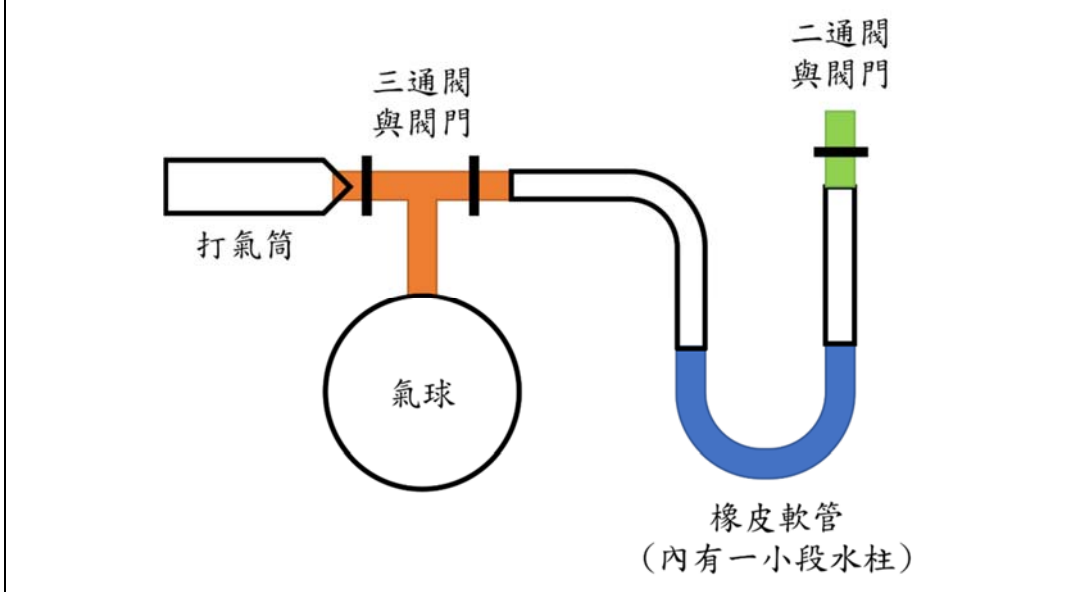 二通閥
與閥門
三通閥
與閥門
打氣筒
氣球
橡皮軟管
（內有一小段水柱）